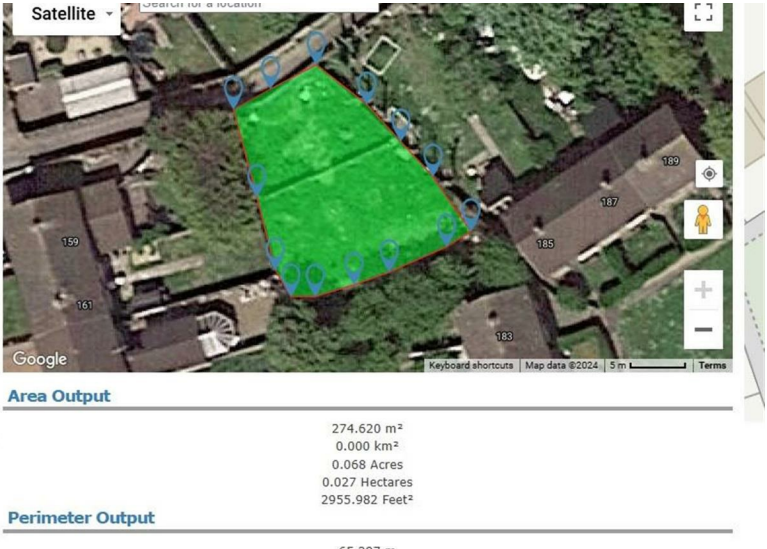 Satellite
Search for a location
189
187
185
159
161
183
Google
Keyboard shortcuts
Map data ©2024
5 m
Terms
Area Output
274.620 m²
0.000 km²
0.068 Acres
0.027 Hectares
2955.982 Feet²
Perimeter Output